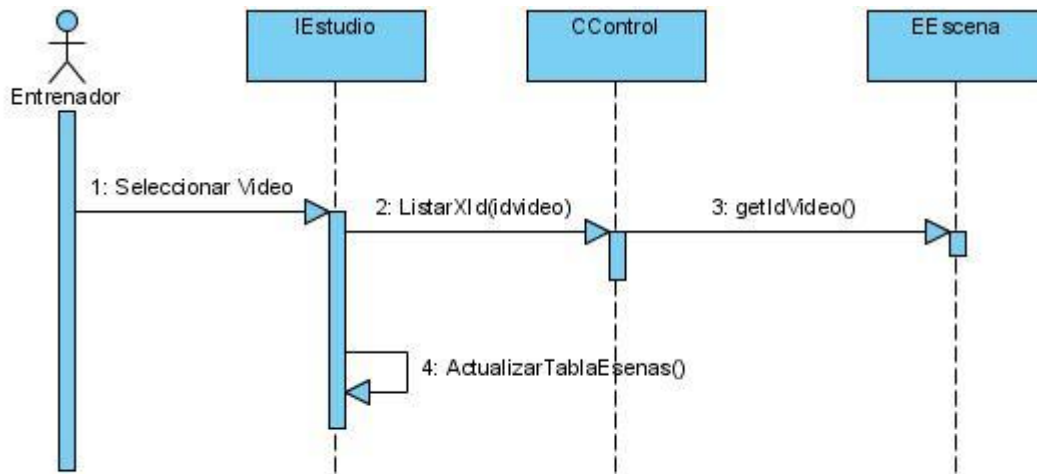 IEstudio
CControl
EEscena
Entrenador
1: Seleccionar Video
2: ListarXId(idvideo)
3: getIdVideo()
4: ActualizarTablaEsenas()